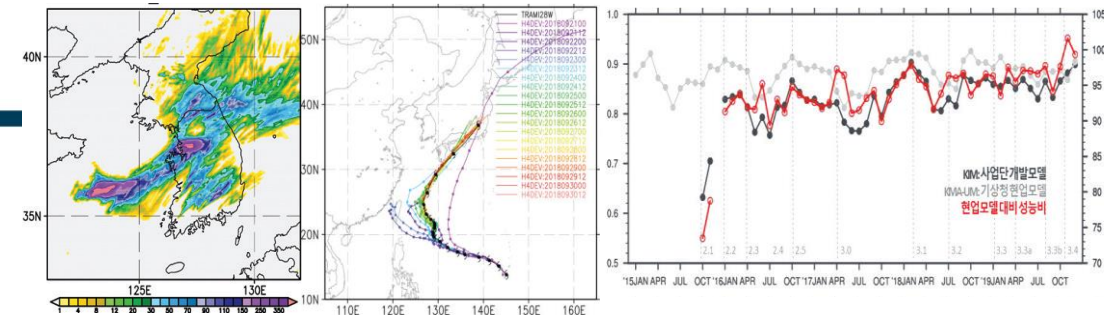 40N
35N
125E
130E
1 4 8 12 20 30 50 70 90 110 150 250 350
50N
40N
30N
20N
10N
110E 120E 130E 140E 150E 160E
TRAMI28W
H4DEV:2018092100
H4DEV:2018092112
H4DEV:2018092200
H4DEV:2018092212
H4DEV:2018092300
H4DEV:2018092312
H4DEV:2018092400
H4DEV:2018092412
H4DEV:2018092500
H4DEV:2018092512
H4DEV:2018092600
H4DEV:2018092612
H4DEV:2018092700
H4DEV:2018092812
H4DEV:2018092900
H4DEV:2018092912
H4DEV:2018093000
H4DEV:2018093012
1.0
0.9
0.8
0.7
0.6
0.5
105
100
95
90
85
80
75
70
KIM:사업단개발모델
KMA-UM:기상청현업모델
현업모델대비성능비
2.1 2.2 2.3 2.4 2.5 3.0 3.1 3.2 3.3 3.3a 3.3b 3.4
'15JAN APR JUL OCT '16JAN APR JUL OCT '17JAN APR JUL OCT '18JAN APR JUL OCT '19JAN APR JUL OCT